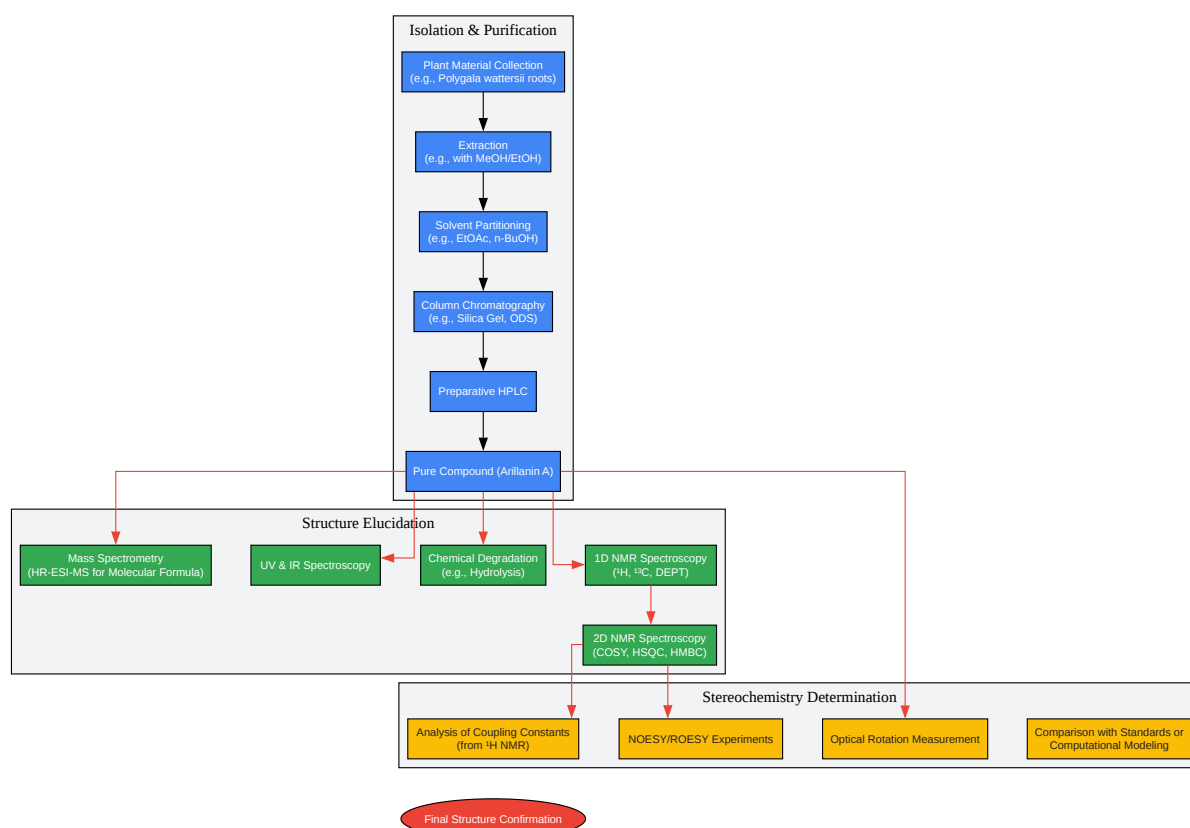 Isolation & Purification
Plant Material Collection
(e.g., Polygala wattersii roots)
Extraction
(e.g., with MeOH/EtOH)
Solvent Partitioning
(e.g., EtOAc, n-BuOH)
Column Chromatography
(e.g., Silica Gel, ODS)
Preparative HPLC
Pure Compound (Arillanin A)
Structure Elucidation
Mass Spectrometry
(HR-ESI-MS for Molecular Formula)
UV & IR Spectroscopy
Chemical Degradation
(e.g., Hydrolysis)
1D NMR Spectroscopy
(¹H, ¹³C, DEPT)
2D NMR Spectroscopy
(COSY, HSQC, HMBC)
Stereochemistry Determination
Analysis of Coupling Constants
(from ¹H NMR)
NOESY/ROESY Experiments
Optical Rotation Measurement
Comparison with Standards or
Computational Modeling
Final Structure Confirmation